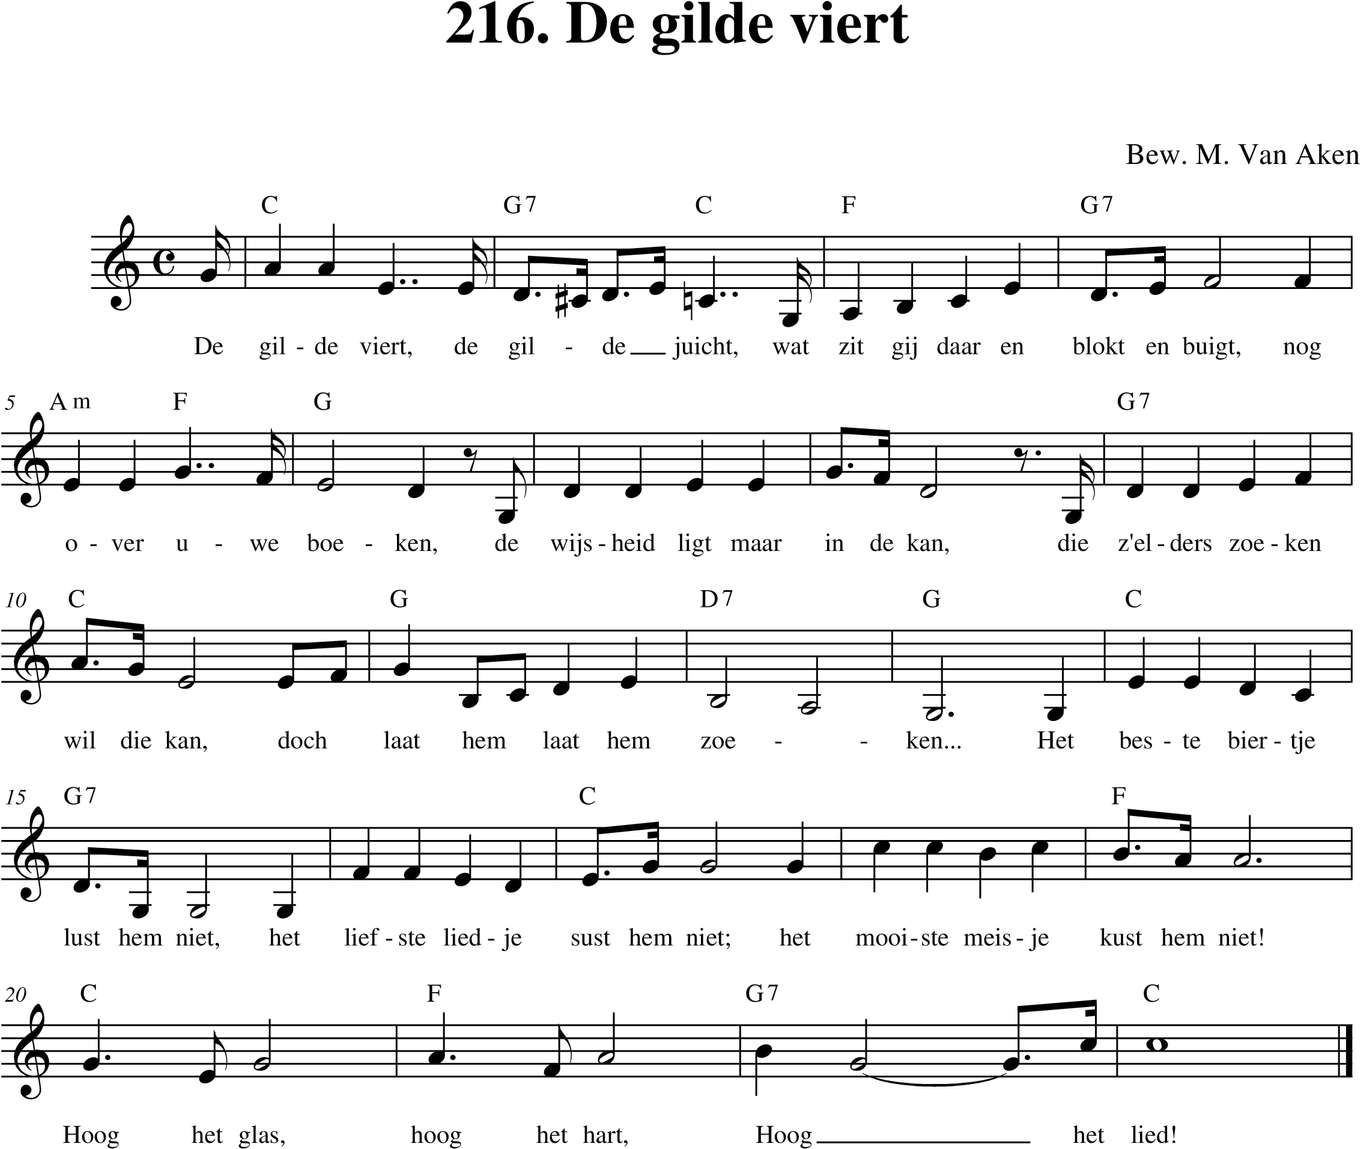 216. De gilde viert
Bew. M. Van Aken
C G7 C F G7
De gil - de viert, de gil - de juicht, wat zit gij daar en blokt en buigt, nog
5 Am F G G7
o - ver u - we boe - ken, de wijs - heid ligt maar in de kan, die z'el - ders zoe - ken
10 C G D7 G C
wil die kan, doch laat hem laat hem zoe - - ken... Het bes - te bier - tje
15 G7 C F
lust hem niet, het lief - ste lied - je sust hem niet; het mooi - ste meis - je kust hem niet!
20 C F G7 C
Hoog het glas, hoog het hart, Hoog het lied!